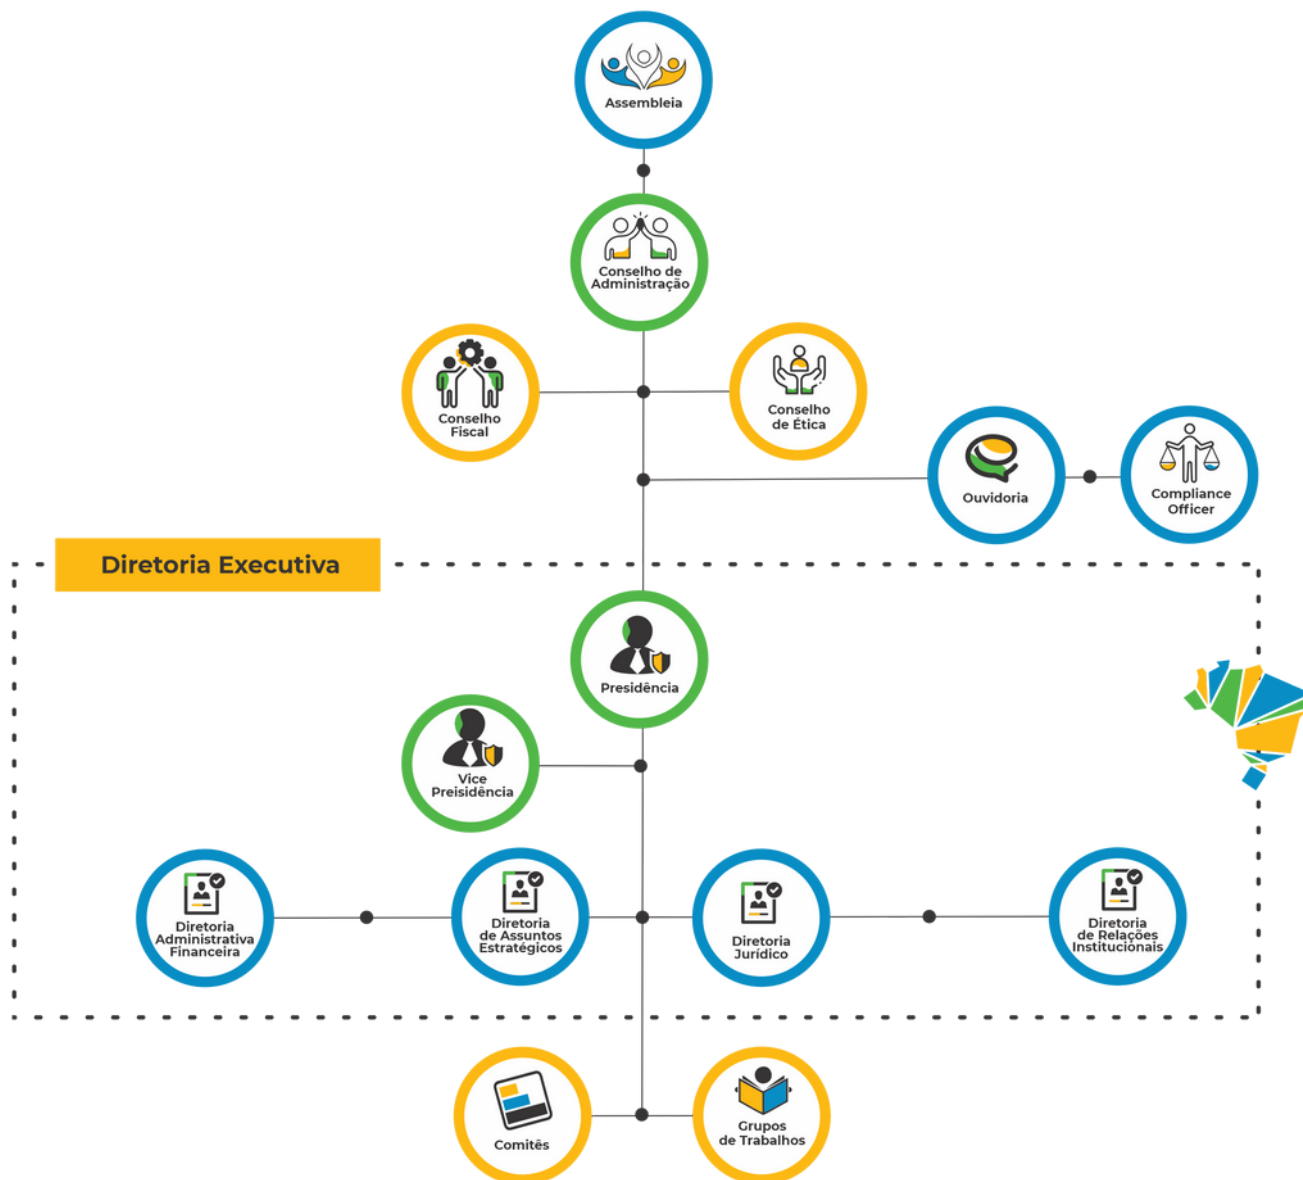 Assembleia
Conselho de
Administração
Conselho
Fiscal
Conselho
de Ética
Ouvidoria
Compliance
Officer
Diretoria Executiva
Presidência
Vice
Preisidência
Diretoria
Administrativa
Financeira
Diretoria
de Assuntos
Estratégicos
Diretoria
Jurídico
Diretoria
de Relações
Institucionais
Comitês
Grupos
de Trabalhos